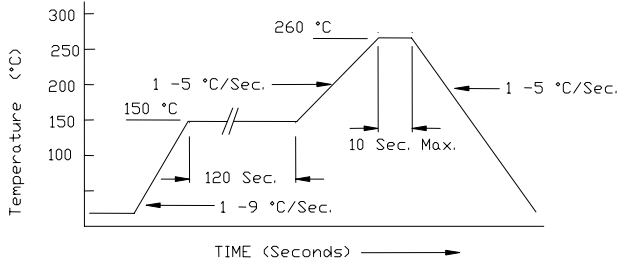 300
260 °C
250
200
1 -5 °C/Sec.
1 -5 °C/Sec.
150 °C
150
100
10 Sec. Max.
120 Sec.
1 -9 °C/Sec.
Temperature (°C)
TIME (Seconds)